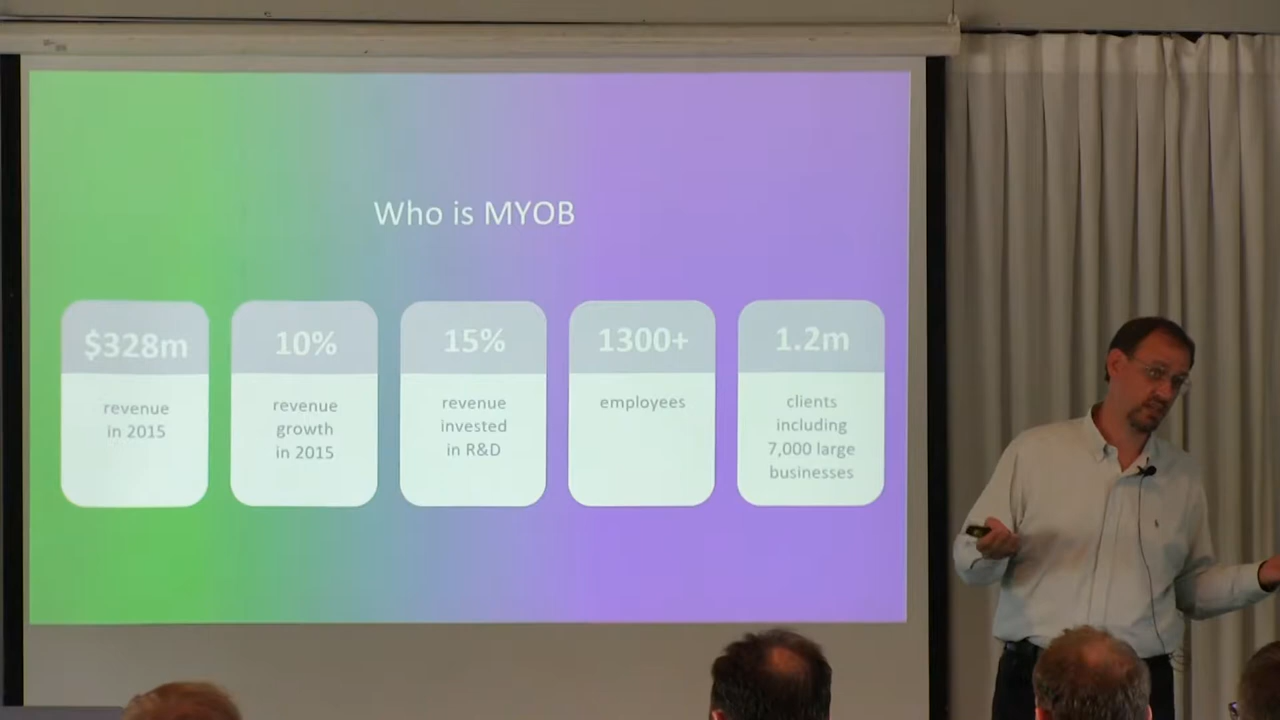 Who is MYOB
$328m
revenue
in 2015
10%
revenue
growth
in 2015
15%
revenue
invested
in R&D
1300+
employees
1.2m
clients
including
7,000 large
businesses